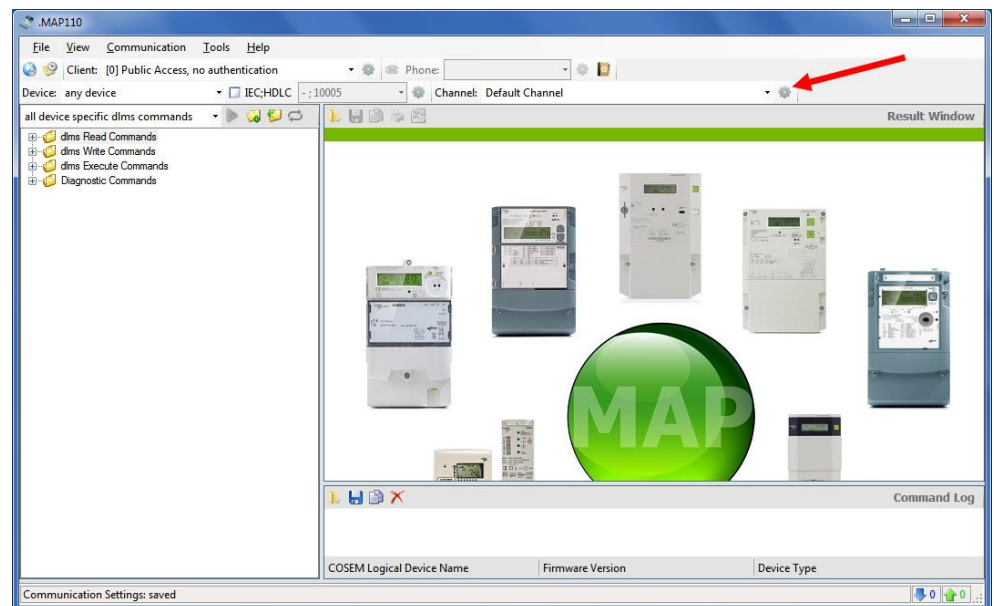 .MAP110
File View Communication Tools Help
Client: [0] Public Access, no authentication Phone:
Device: any device IEC;HDLC - ; 10005 Channel: Default Channel
all device specific dlms commands Result Window
dlms Read Commands
dlms Write Commands
dlms Execute Commands
Diagnostic Commands
MAP
Command Log
COSEM Logical Device Name Firmware Version Device Type
Communication Settings: saved 0 0